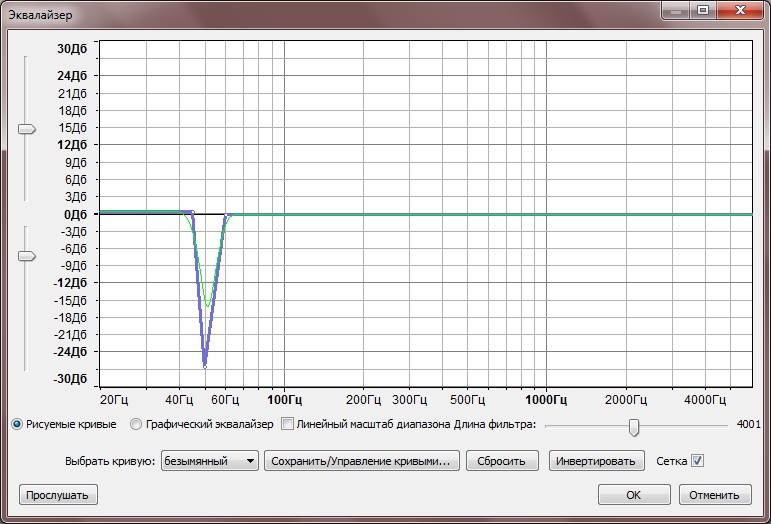 Эквалайзер
30Дб
24Дб
21Дб
18Дб
15Дб
12Дб
9Дб
6Дб
3Дб
0Дб
-3Дб
-6Дб
-9Дб
-12Дб
-15Дб
-18Дб
-21Дб
-24Дб
-30Дб
20Гц 40Гц 60Гц 100Гц 200Гц 300Гц 400Гц 1000Гц 2000Гц 4000Гц
Рисуемые кривые Графический эквалайзер Линейный масштаб диапазона Длина фильтра: 4001
Выбрать кривую: безымянный Сохранить/Управление кривыми... Сбросить Инвертировать Сетка
Прослушать OK Отменить